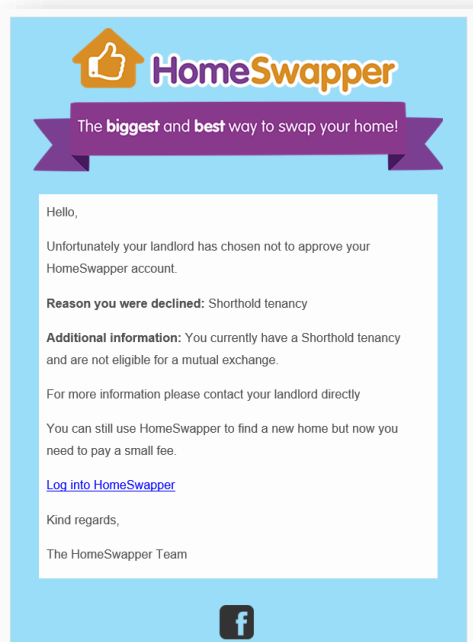 HomeSwapper
The biggest and best way to swap your home!
Hello,
Unfortunately your landlord has chosen not to approve your
HomeSwapper account.
Reason you were declined: Shorthold tenancy
Additional information: You currently have a Shorthold tenancy
and are not eligible for a mutual exchange.
For more information please contact your landlord directly
You can still use HomeSwapper to find a new home but now you
need to pay a small fee.
Log into HomeSwapper
Kind regards,
The HomeSwapper Team